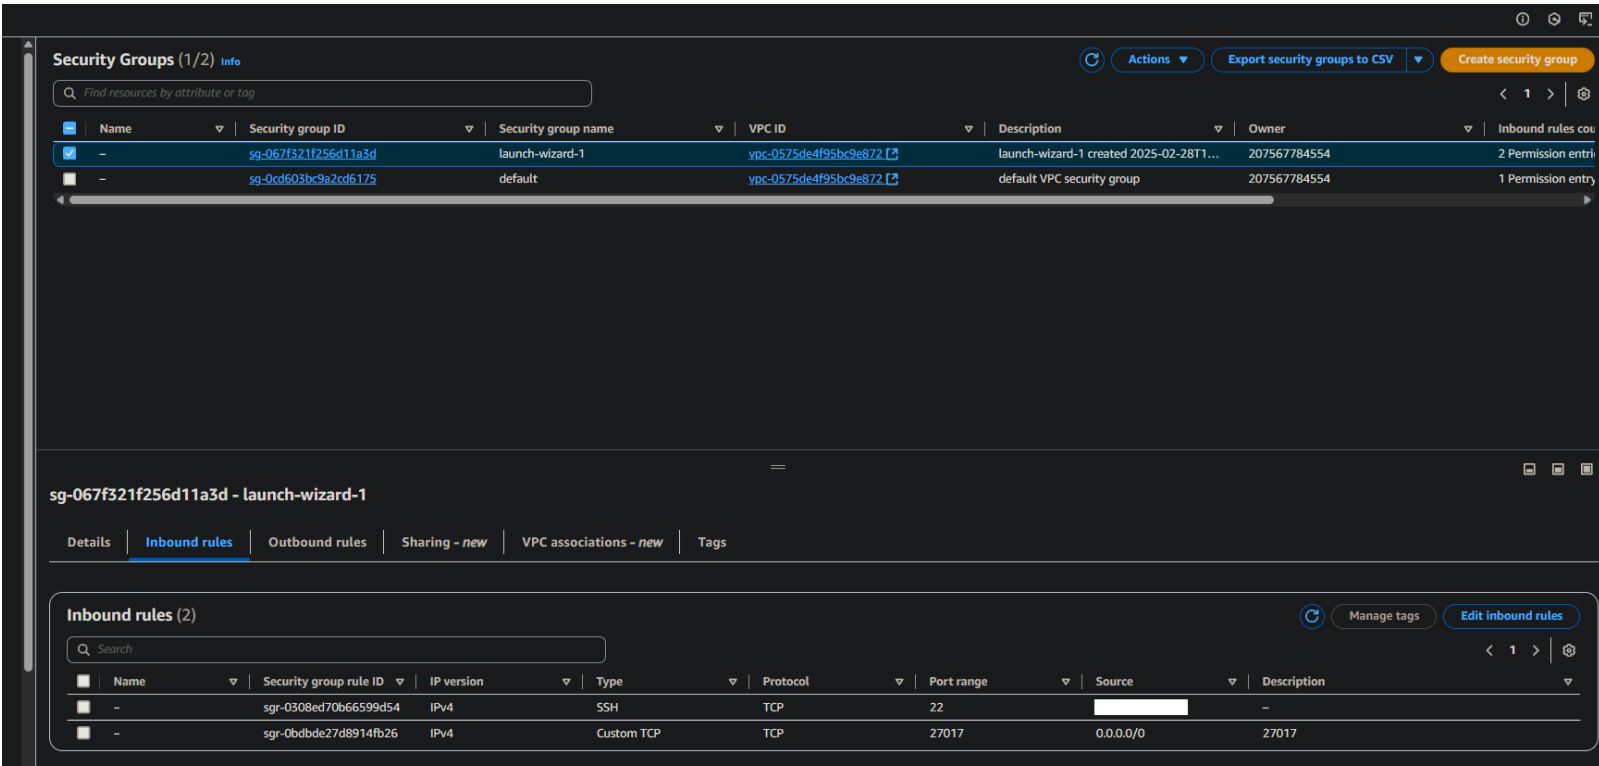 Security Groups (1/2) Info
Actions Export security groups to CSV Create security group
Find resources by attribute or tag
1
Name Security group ID Security group name VPC ID Description Owner Inbound rules cou
– sg-067f321f256d11a3d launch-wizard-1 vpc-0575de4f95bc9e872 launch-wizard-1 created 2025-02-28T1... 207567784554 2 Permission entri
– sg-0cd603bc9a2cd6175 default vpc-0575de4f95bc9e872 default VPC security group 207567784554 1 Permission entry
sg-067f321f256d11a3d - launch-wizard-1
Details Inbound rules Outbound rules Sharing - new VPC associations - new Tags
Inbound rules (2)
Manage tags Edit inbound rules
Search
1
Name Security group rule ID IP version Type Protocol Port range Source Description
– sgr-0308ed70b66599d54 IPv4 SSH TCP 22 –
– sgr-0bdbde27d8914fb26 IPv4 Custom TCP TCP 27017 0.0.0.0/0 27017